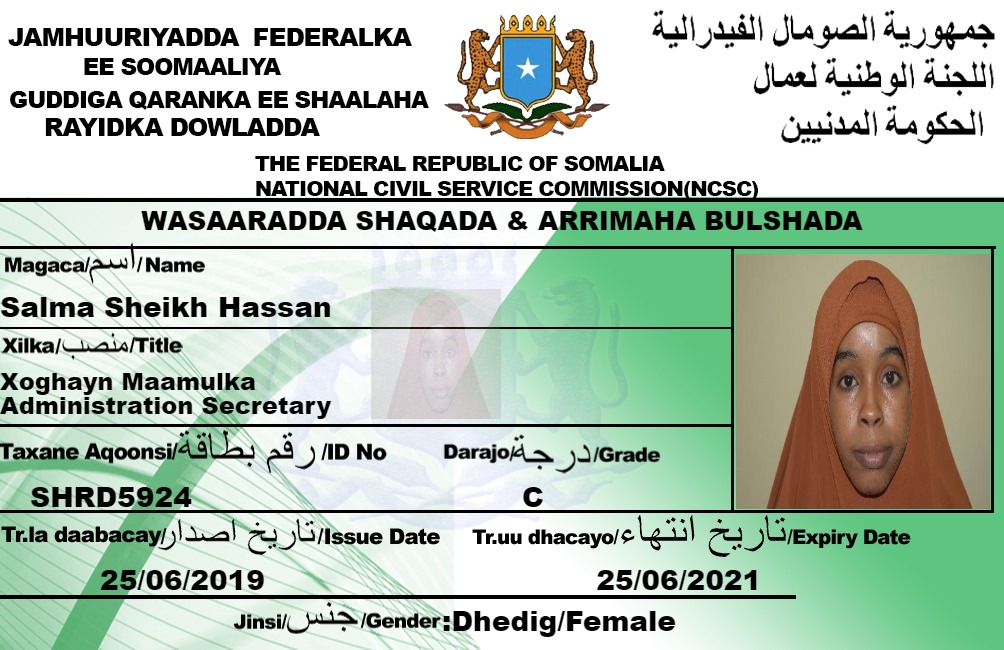 JAMHUURIYADDA FEDERALKA
EE SOOMAALIYA
GUDDIGA QARANKA EE SHAALAHA
RAYIDKA DOWLADDA
جمهورية الصومال الفيدرالية
اللجنة الوطنية لعمال
الحكومة المدنيين
THE FEDERAL REPUBLIC OF SOMALIA
NATIONAL CIVIL SERVICE COMMISSION(NCSC)
WASAARADDA SHAQADA & ARRIMAHA BULSHADA
Magaca/اسم/Name
Salma Sheikh Hassan
Xilka/منصب/Title
Xoghayn Maamulka
Administration Secretary
Taxane Aqoonsi/رقم بطاقة/ID No Darajo/درجة/Grade
SHRD5924 C
Tr.la daabacay/تاريخ اصدار/Issue Date Tr.uu dhacayo/تاريخ انتهاء/Expiry Date
25/06/2019 25/06/2021
Jinsi/جنس/Gender:Dhedig/Female